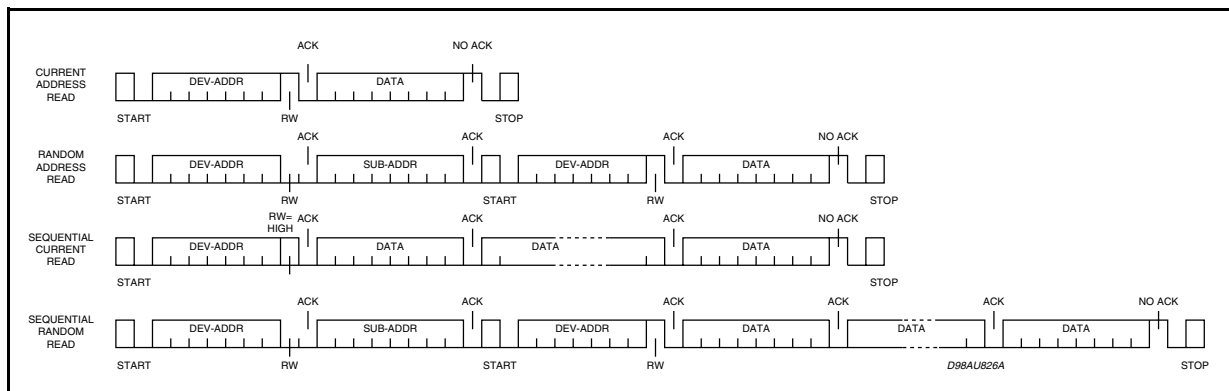 ACK NO ACK
CURRENT
ADDRESS
READ
DEV-ADDR DATA
START RW STOP
ACK ACK ACK NO ACK
RANDOM
ADDRESS
READ
DEV-ADDR SUB-ADDR DEV-ADDR DATA
START RW START RW STOP
RW=
HIGH
ACK ACK ACK NO ACK
SEQUENTIAL
CURRENT
READ
DEV-ADDR DATA DATA DATA
START STOP
ACK ACK ACK ACK ACK NO ACK
SEQUENTIAL
RANDOM
READ
DEV-ADDR SUB-ADDR DEV-ADDR DATA DATA DATA
START RW START RW D98AU826A STOP